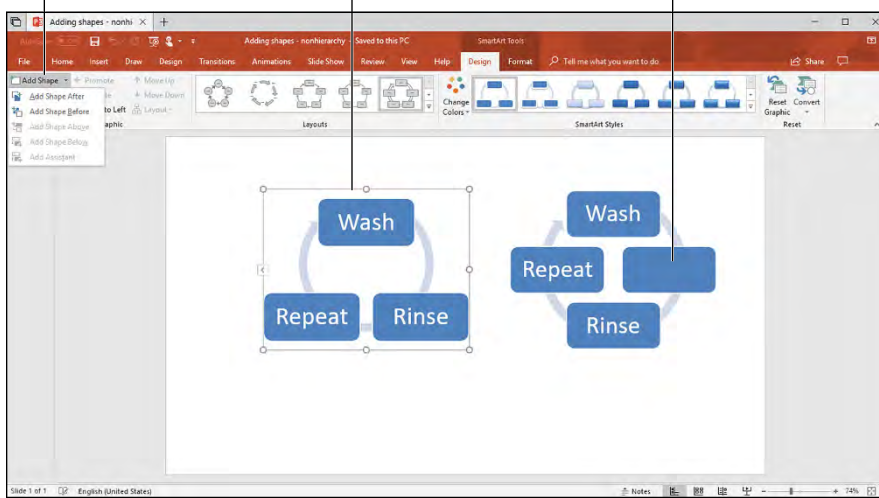 Adding shapes - nonhi
AutoSave Off
Adding shapes - nonhierarchy - Saved to this PC
SmartArt Tools
File Home Insert Draw Design Transitions Animations Slide Show Review View Help Design Format Tell me what you want to do Share
Add Shape Promote Move Up
Add Shape After
Move Down
Add Shape Before
to Left Layout
Add Shape Above
Add Shape Below
Add Assistant
aphic
Layouts
Change Colors
SmartArt Styles
Reset Graphic
Convert
Reset
Wash
Repeat
Rinse
Wash
Repeat
Rinse
Slide 1 of 1 English (United States) Notes 74%